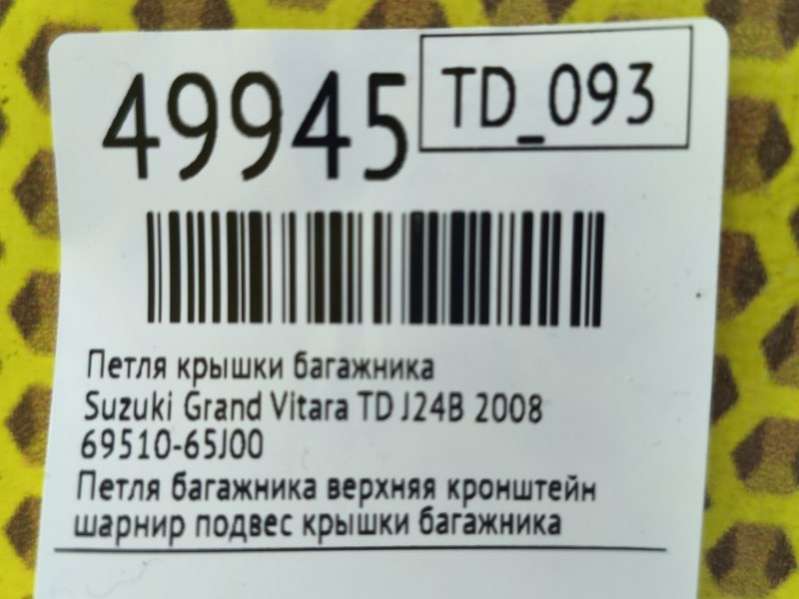 49945 TD_093
Петля крышки багажника
Suzuki Grand Vitara TD J24B 2008
69510-65J00
Петля багажника верхняя кронштейн
шарнир подвес крышки багажника